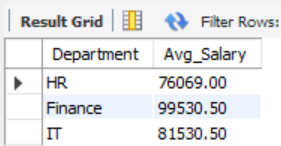 Result Grid Filter Rows:
Department Avg_Salary
HR 76069.00
Finance 99530.50
IT 81530.50